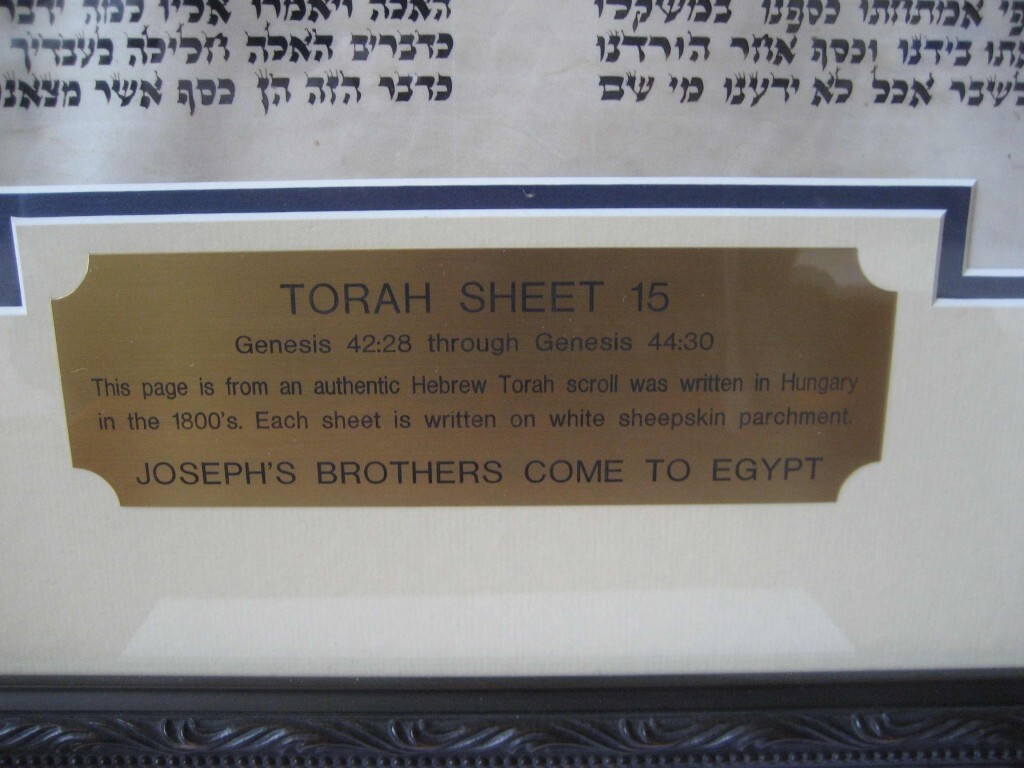 אמתחתו כספנו במשקלו
אתו בידנו וכסף אחר הורדנו
לשבר אכל לא ידענו מי שם
האלה ויאמרו אליו למה ידבר
כדברים האלה חלילה לעבדיך
כדבר הזה הן כסף אשר מצאנו
TORAH SHEET 15
Genesis 42:28 through Genesis 44:30
This page is from an authentic Hebrew Torah scroll was written in Hungary
in the 1800's. Each sheet is written on white sheepskin parchment.
JOSEPH'S BROTHERS COME TO EGYPT